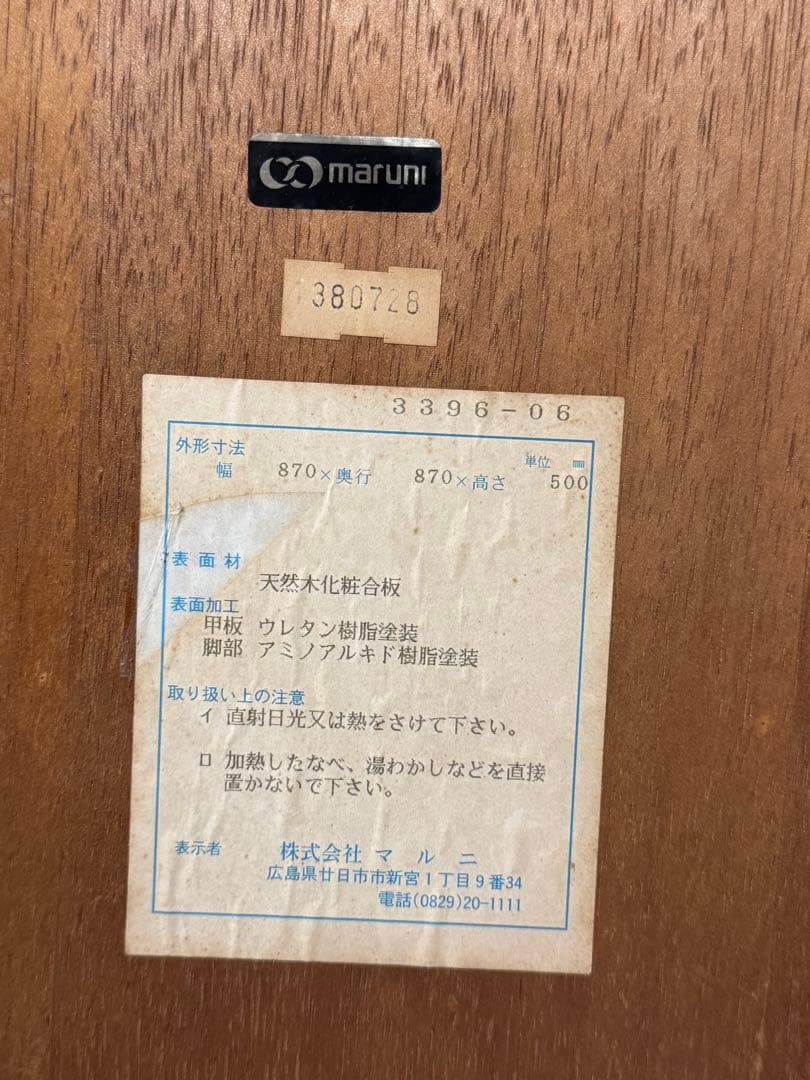 maruni
380728
3396-06
外形寸法 単位 ㎜
幅 870×奥行 870×高さ 500
表面材
天然木化粧合板
表面加工
甲板 ウレタン樹脂塗装
脚部 アミノアルキド樹脂塗装
取り扱い上の注意
イ 直射日光又は熱をさけて下さい。
ロ 加熱したなべ、湯わかしなどを直接
置かないで下さい。
表示者 株式会社 マルニ
広島県廿日市市新宮1丁目9番34
電話(0829)20-1111